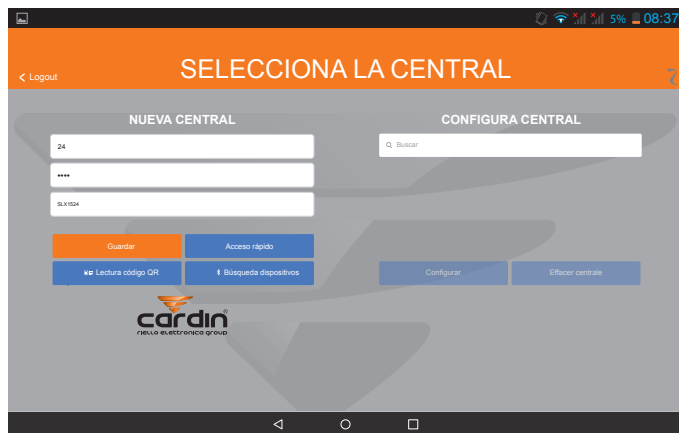 5% 08:37
Logout
SELECCIONA LA CENTRAL
NUEVA CENTRAL
24
••••
SLX1524
Guardar Acceso rápido
Lectura código QR Búsqueda dispositivos
cardin®
riello elettronica group
CONFIGURA CENTRAL
Buscar
Configurar Effacer centrale